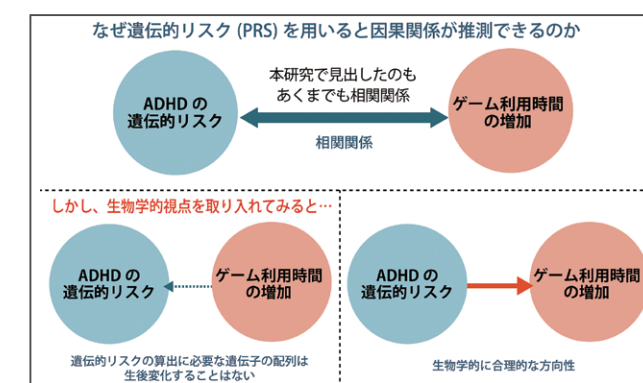 なぜ遺伝的リスク (PRS) を用いると因果関係が推測できるのか
ADHD の
遺伝的リスク
本研究で見出したのも
あくまでも相関関係
相関関係
ゲーム利用時間
の増加
しかし、生物学的視点を取り入れてみると…
ADHD の
遺伝的リスク
ゲーム利用時間
の増加
遺伝的リスクの算出に必要な遺伝子の配列は
生後変化することはない
ADHD の
遺伝的リスク
ゲーム利用時間
の増加
生物学的に合理的な方向性